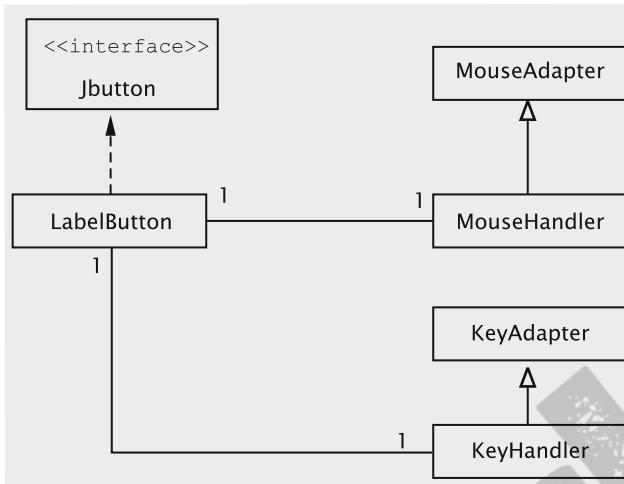 <<interface>>
Jbutton
MouseAdapter
1
1
LabelButton
MouseHandler
1
KeyAdapter
1
KeyHandler